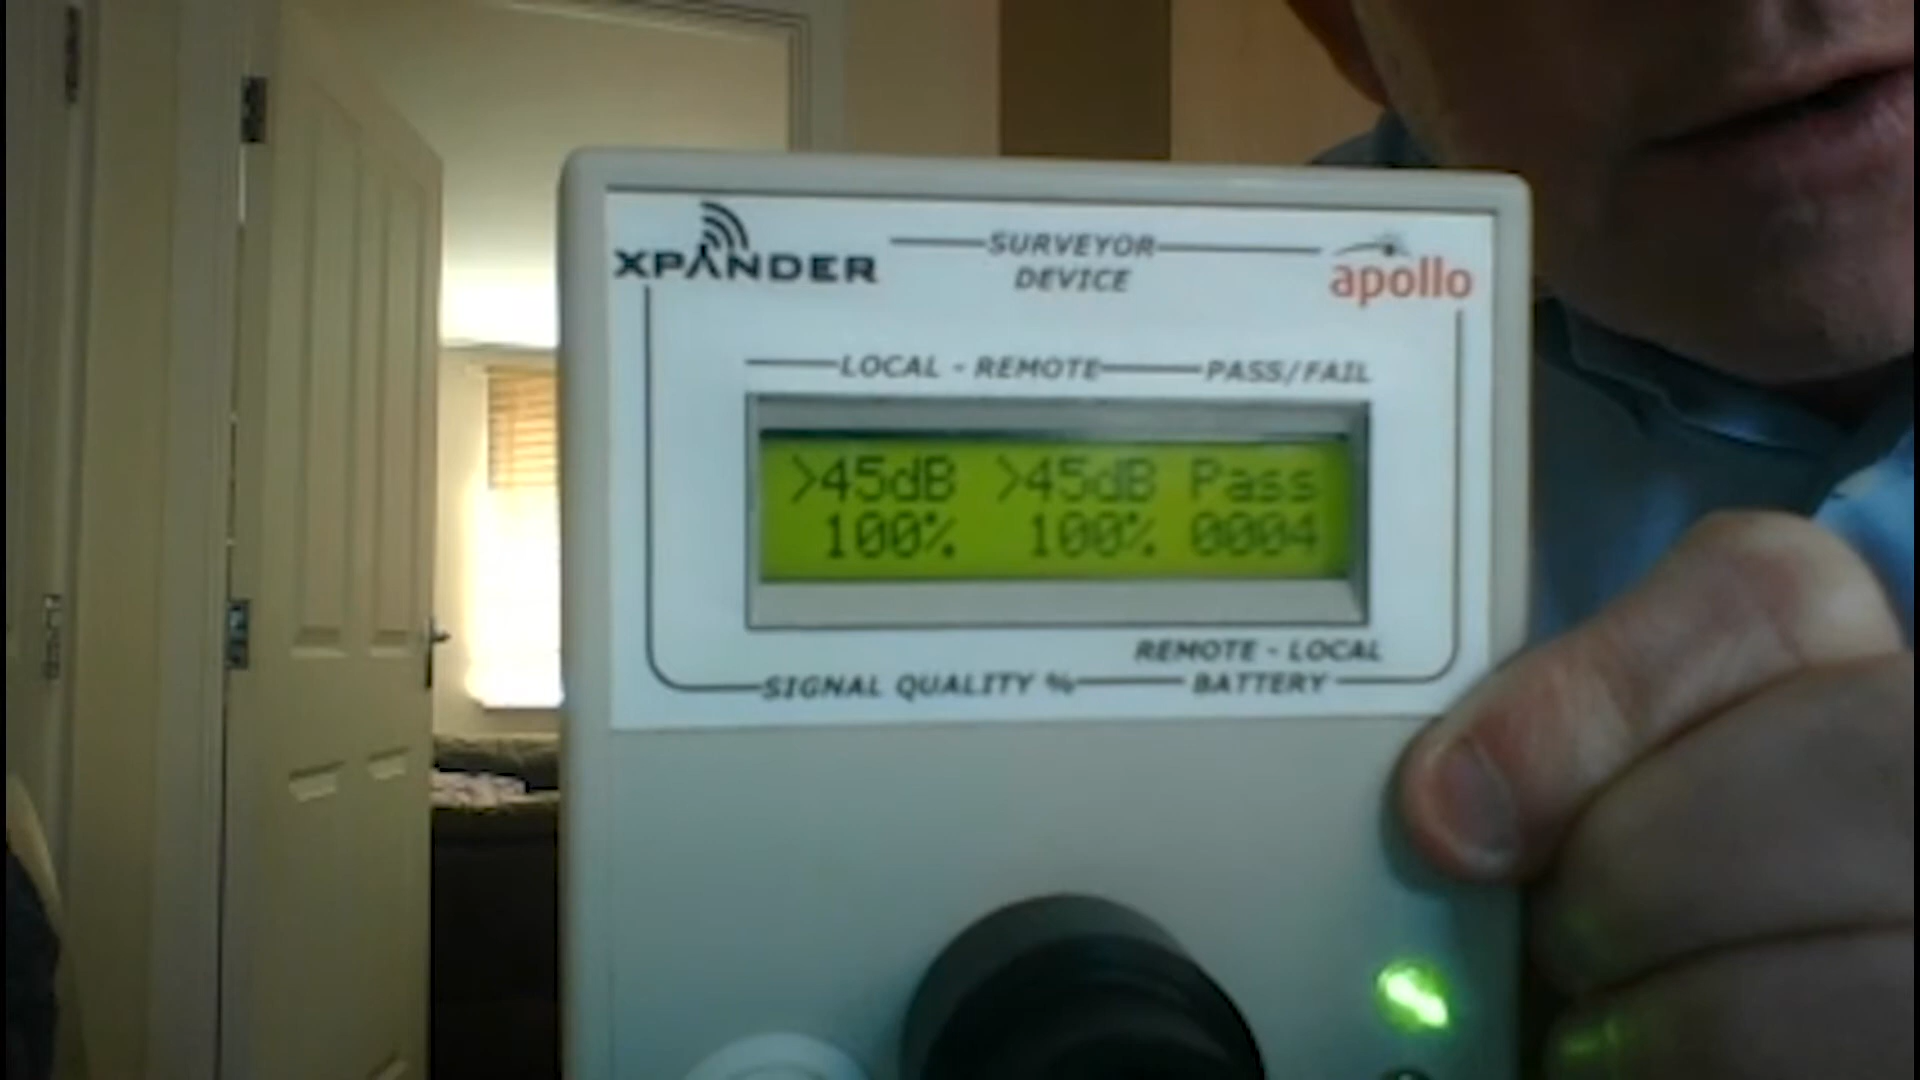 XPANDER
SURVEYOR
DEVICE
apollo
LOCAL - REMOTE
PASS/FAIL
>45dB >45dB Pass
100% 100% 0004
REMOTE - LOCAL
SIGNAL QUALITY %
BATTERY